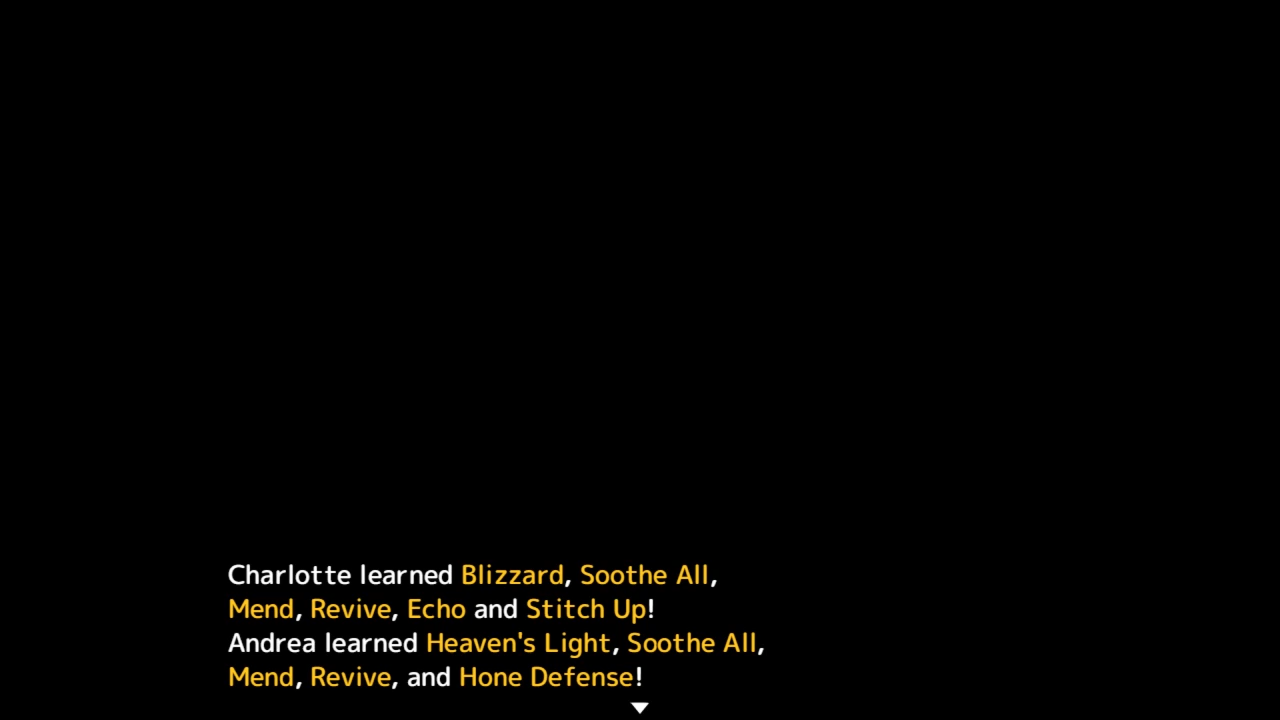 Charlotte learned Blizzard, Soothe All,
Mend, Revive, Echo and Stitch Up!
Andrea learned Heaven's Light, Soothe All,
Mend, Revive, and Hone Defense!